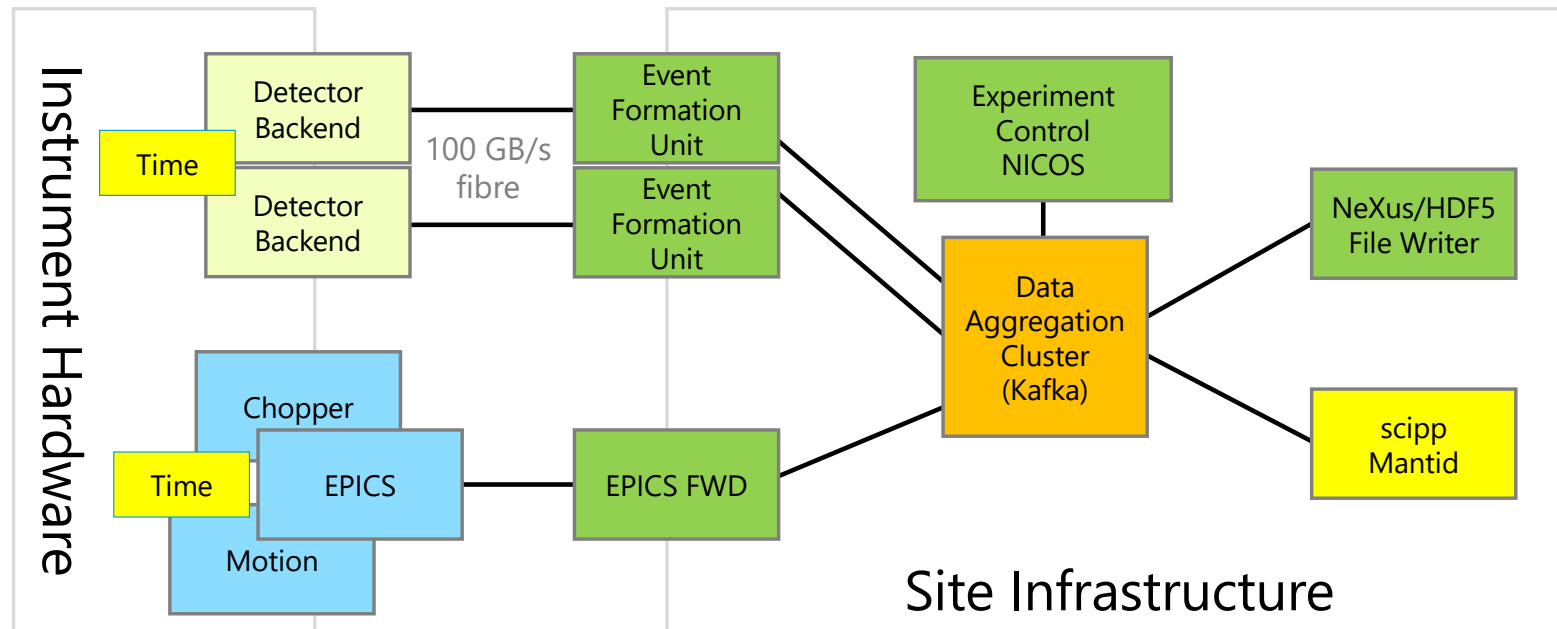 Instrument Hardware
Detector
Backend
Time
Detector
Backend
100 GB/s
fibre
Event
Formation
Unit
Event
Formation
Unit
Experiment
Control
NICOS
Data
Aggregation
Cluster
(Kafka)
NeXus/HDF5
File Writer
scipp
Mantid
Chopper
Time
EPICS
Motion
EPICS FWD
Site Infrastructure